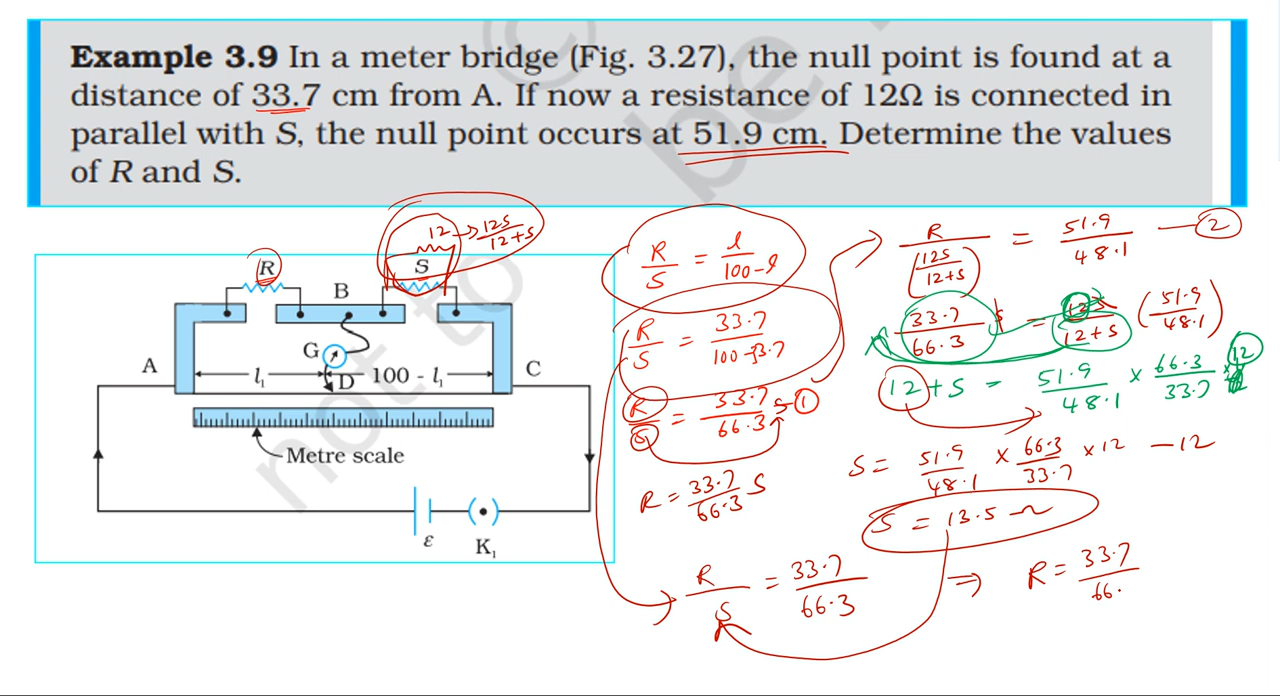 Example 3.9 In a meter bridge (Fig. 3.27), the null point is found at a
distance of 33.7 cm from A. If now a resistance of 12Ω is connected in
parallel with S, the null point occurs at 51.9 cm. Determine the values
of R and S.
12 → 12S/12+S
R
S
B
G
A
l₁
D
100 - l₁
C
Metre scale
ε
K₁
not to be
©
R/S = l/100-l
R/S = 33.7/100-33.7
R/S = 33.7/66.3 —①
R = 33.7/66.3 S
R/S = 33.7/66.3
R/(12S/12+S) = 51.9/48.1 —②
33.7/66.3 S = 12S/12+S (51.9/48.1)
12+S = 51.9/48.1 × 66.3/33.7 × 12
S = 51.9/48.1 × 66.3/33.7 × 12 — 12
S = 13.5 Ω
⇒ R = 33.7/66.